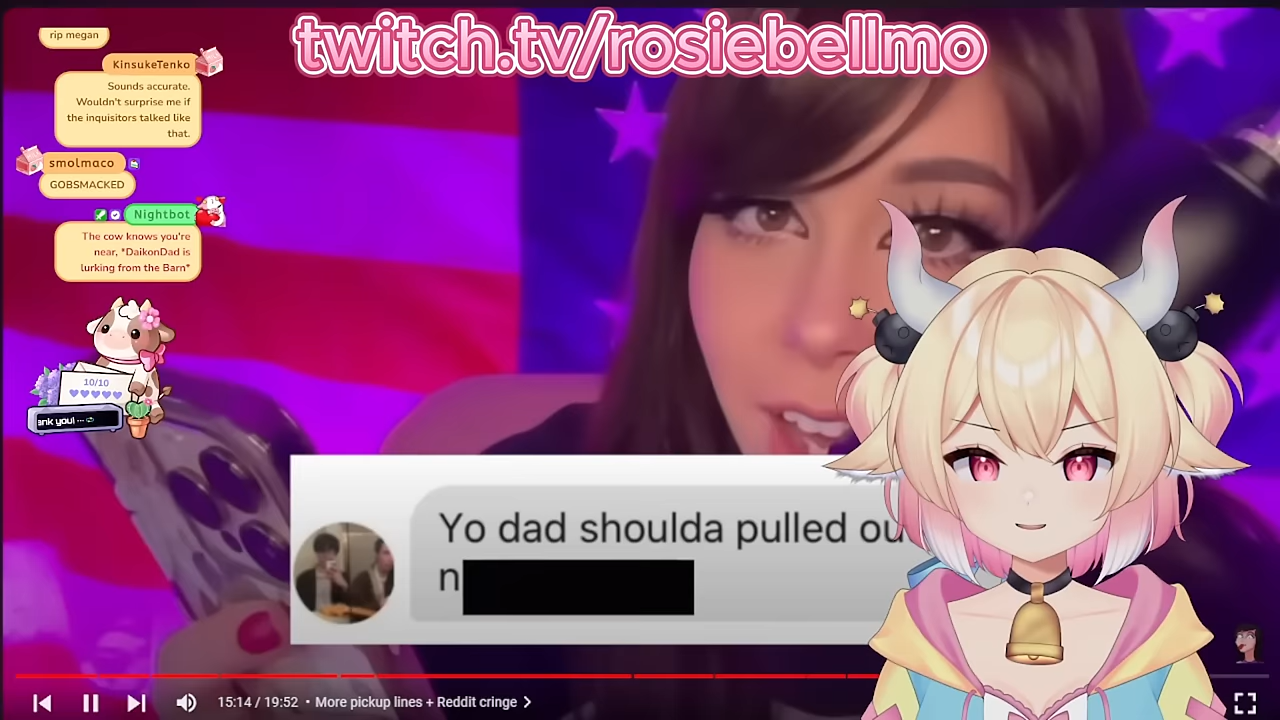 twitch.tv/rosiebellmo
rip megan
KinsukeTenko
Sounds accurate.
Wouldn't surprise me if
the inquisitors talked like
that.
smolmaco
GOBSMACKED
Nightbot
The cow knows you're
near, *DaikonDad is
lurking from the Barn*
10/10
ank you! ---
Yo dad shoulda pulled ou
n
15:14 / 19:52 • More pickup lines + Reddit cringe >